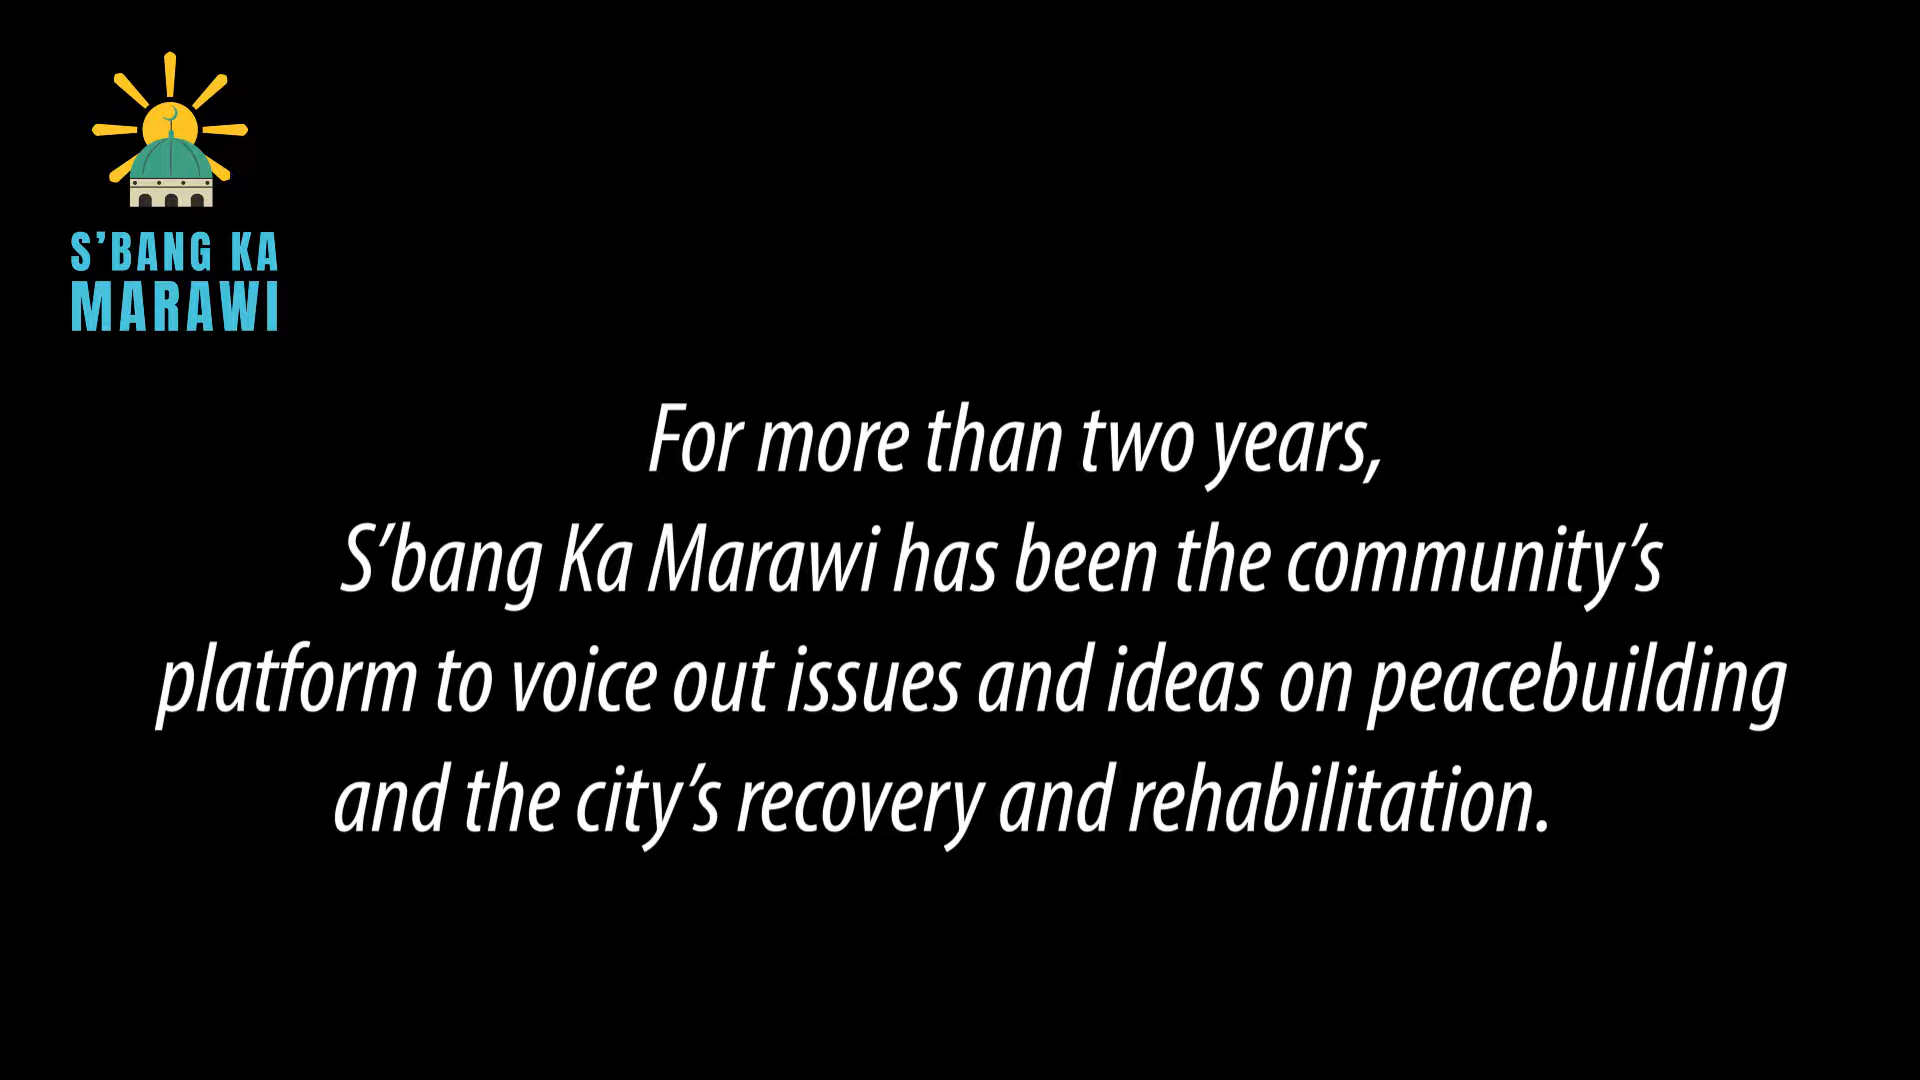 S’BANG KA
MARAWI
For more than two years,
S’bang Ka Marawi has been the community’s
platform to voice out issues and ideas on peacebuilding
and the city’s recovery and rehabilitation.